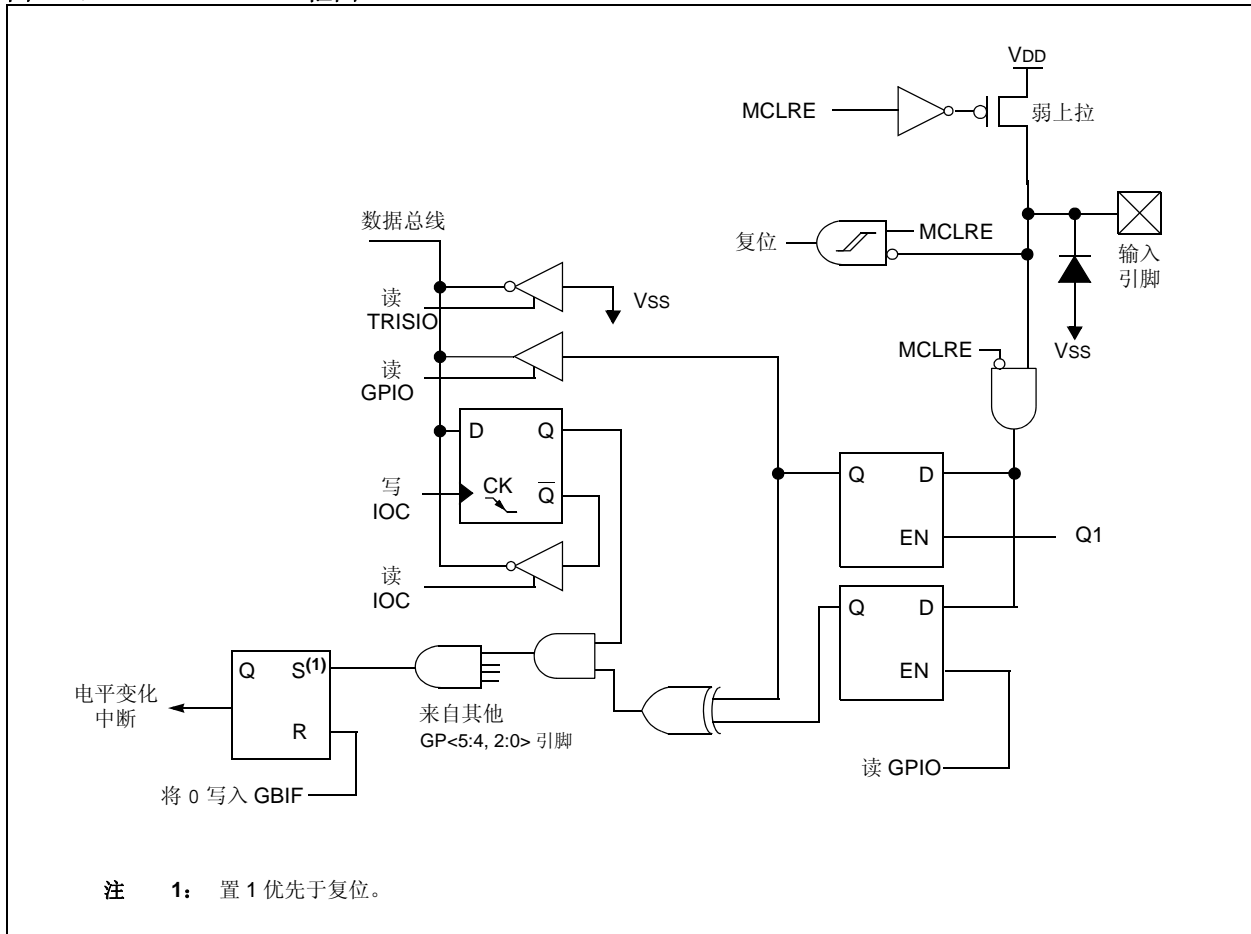 VDD
MCLRE
弱上拉
数据总线
复位
MCLRE
输入
引脚
读
TRISIO
VSS
MCLRE
VSS
读
GPIO
D Q
Q D
写
IOC
CK
Q
EN
Q1
读
IOC
Q D
EN
Q S(1)
R
电平变化
中断
来自其他
GP<5:4, 2:0> 引脚
读 GPIO
将 0 写入 GBIF
注 1： 置 1 优先于复位。